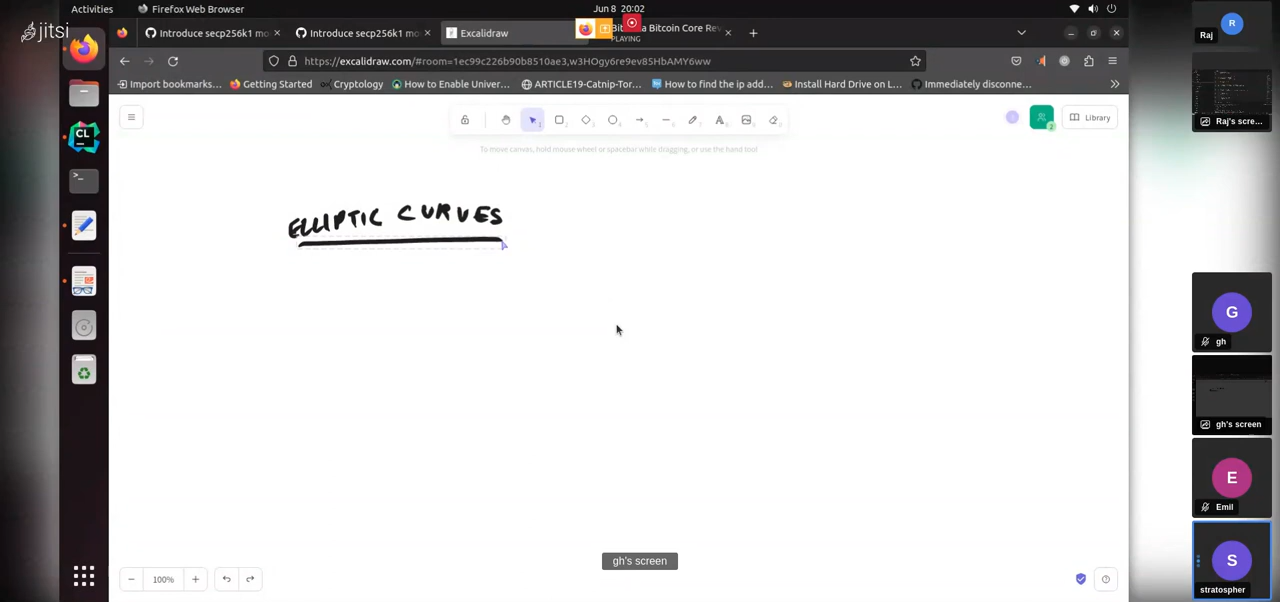 Activities
Firefox Web Browser
Jun 8 20:02
jitsi
Introduce secp256k1 mo
Introduce secp256k1 mo
Excalidraw
a Bitcoin Core Rev
PLAYING
https://excalidraw.com/#room=1ec99c226b90b8510ae3,w3HOgy6re9ev85HbAMY6ww
Import bookmarks...
Getting Started
Cryptology
How to Enable Univer...
ARTICLE19-Catnip-Tor...
How to find the ip add...
Install Hard Drive on L...
Immediately disconne...
Library
To move canvas, hold mouse wheel or spacebar while dragging, or use the hand tool
ELLIPTIC CURVES
100%
gh's screen
R
Raj
Raj's scre...
G
gh
gh's screen
E
Emil
S
stratospher